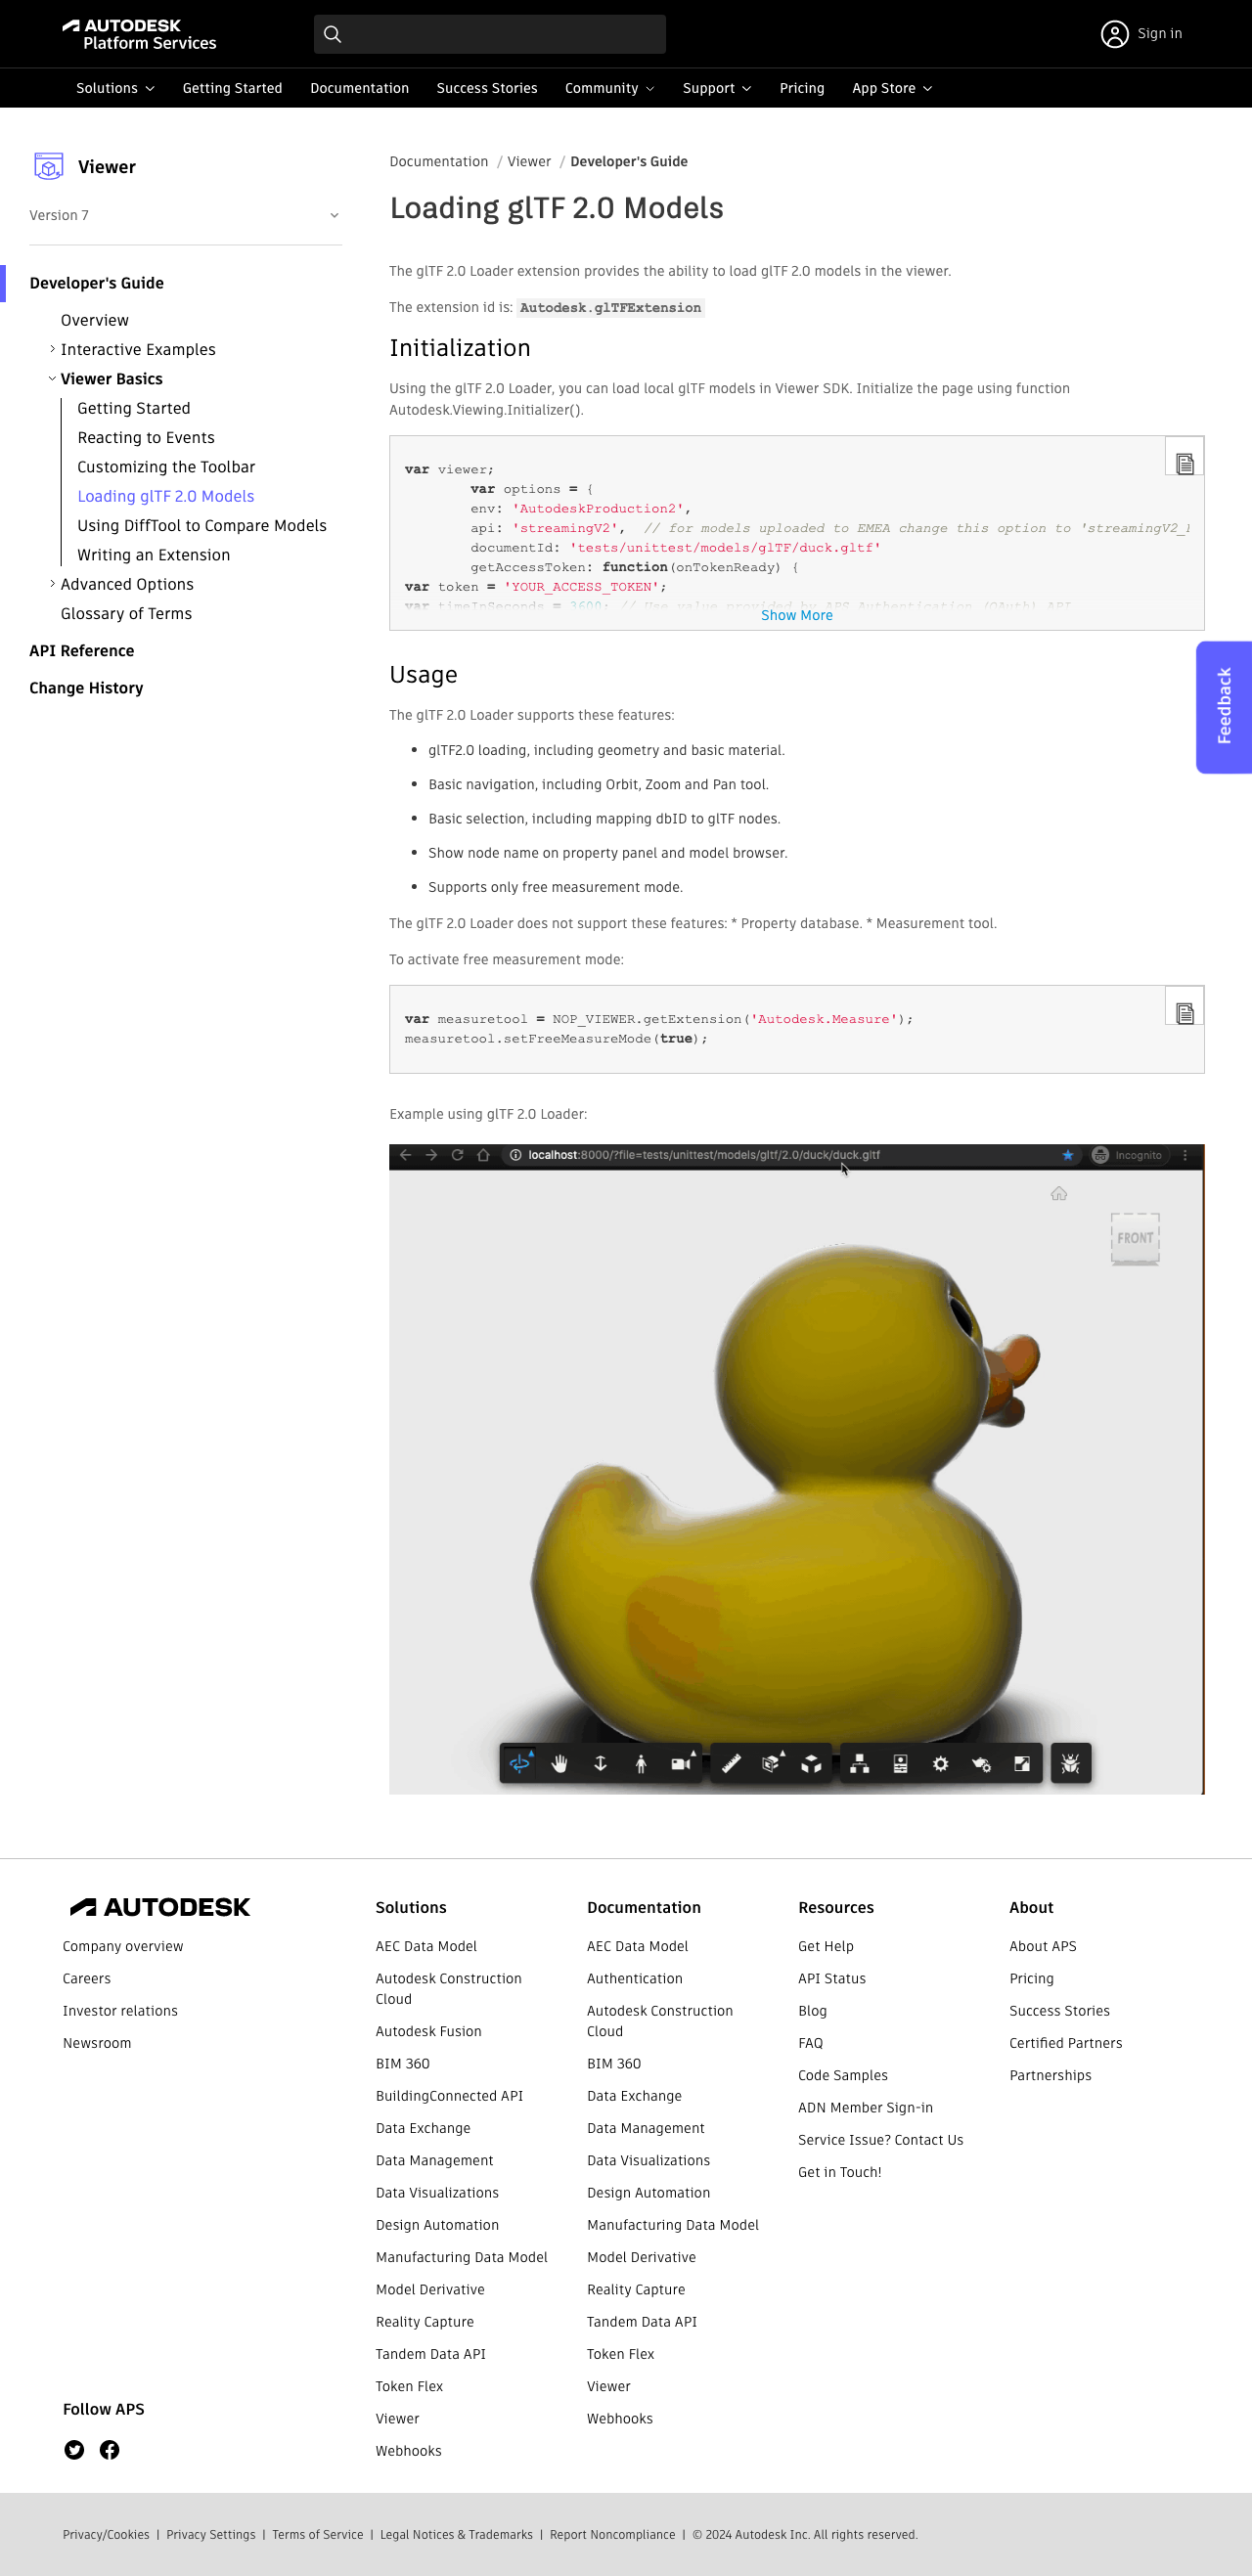 AUTODESK
Platform Services
Sign in
Solutions Getting Started Documentation Success Stories Community Support Pricing App Store
Viewer
Version 7
Developer's Guide
Overview
Interactive Examples
Viewer Basics
Getting Started
Reacting to Events
Customizing the Toolbar
Loading glTF 2.0 Models
Using DiffTool to Compare Models
Writing an Extension
Advanced Options
Glossary of Terms
API Reference
Change History
Documentation / Viewer / Developer's Guide
Loading glTF 2.0 Models
The glTF 2.0 Loader extension provides the ability to load glTF 2.0 models in the viewer.
The extension id is: Autodesk.glTFExtension
Initialization
Using the glTF 2.0 Loader, you can load local glTF models in Viewer SDK. Initialize the page using function
Autodesk.Viewing.Initializer().
var viewer;
var options = {
env: 'AutodeskProduction2',
api: 'streamingV2', // for models uploaded to EMEA change this option to 'streamingV2_
documentId: 'tests/unittest/models/glTF/duck.gltf'
getAccessToken: function(onTokenReady) {
var token = 'YOUR_ACCESS_TOKEN';
var timeInSeconds = 3600; // Use value provided by APS Authentication (OAuth) API
Show More
Usage
The glTF 2.0 Loader supports these features:
• glTF2.0 loading, including geometry and basic material.
• Basic navigation, including Orbit, Zoom and Pan tool.
• Basic selection, including mapping dbID to glTF nodes.
• Show node name on property panel and model browser.
• Supports only free measurement mode.
The glTF 2.0 Loader does not support these features: * Property database. * Measurement tool.
To activate free measurement mode:
var measuretool = NOP_VIEWER.getExtension('Autodesk.Measure');
measuretool.setFreeMeasureMode(true);
Example using glTF 2.0 Loader:
localhost:8000/?file=tests/unittest/models/gltf/2.0/duck/duck.gltf Incognito
FRONT
Feedback
AUTODESK
Company overview
Careers
Investor relations
Newsroom
Follow APS
Solutions
AEC Data Model
Autodesk Construction
Cloud
Autodesk Fusion
BIM 360
BuildingConnected API
Data Exchange
Data Management
Data Visualizations
Design Automation
Manufacturing Data Model
Model Derivative
Reality Capture
Tandem Data API
Token Flex
Viewer
Webhooks
Documentation
AEC Data Model
Authentication
Autodesk Construction
Cloud
BIM 360
Data Exchange
Data Management
Data Visualizations
Design Automation
Manufacturing Data Model
Model Derivative
Reality Capture
Tandem Data API
Token Flex
Viewer
Webhooks
Resources
Get Help
API Status
Blog
FAQ
Code Samples
ADN Member Sign-in
Service Issue? Contact Us
Get in Touch!
About
About APS
Pricing
Success Stories
Certified Partners
Partnerships
Privacy/Cookies | Privacy Settings | Terms of Service | Legal Notices & Trademarks | Report Noncompliance | © 2024 Autodesk Inc. All rights reserved.